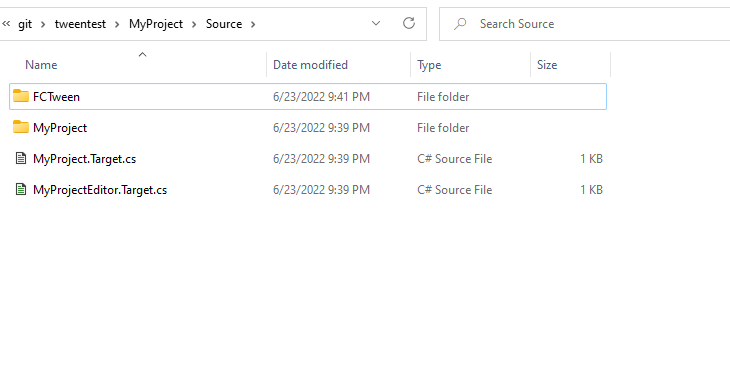 « git › tweentest › MyProject › Source › Search Source
Name Date modified Type Size
FCTween 6/23/2022 9:41 PM File folder
MyProject 6/23/2022 9:39 PM File folder
MyProject.Target.cs 6/23/2022 9:39 PM C# Source File 1 KB
MyProjectEditor.Target.cs 6/23/2022 9:39 PM C# Source File 1 KB